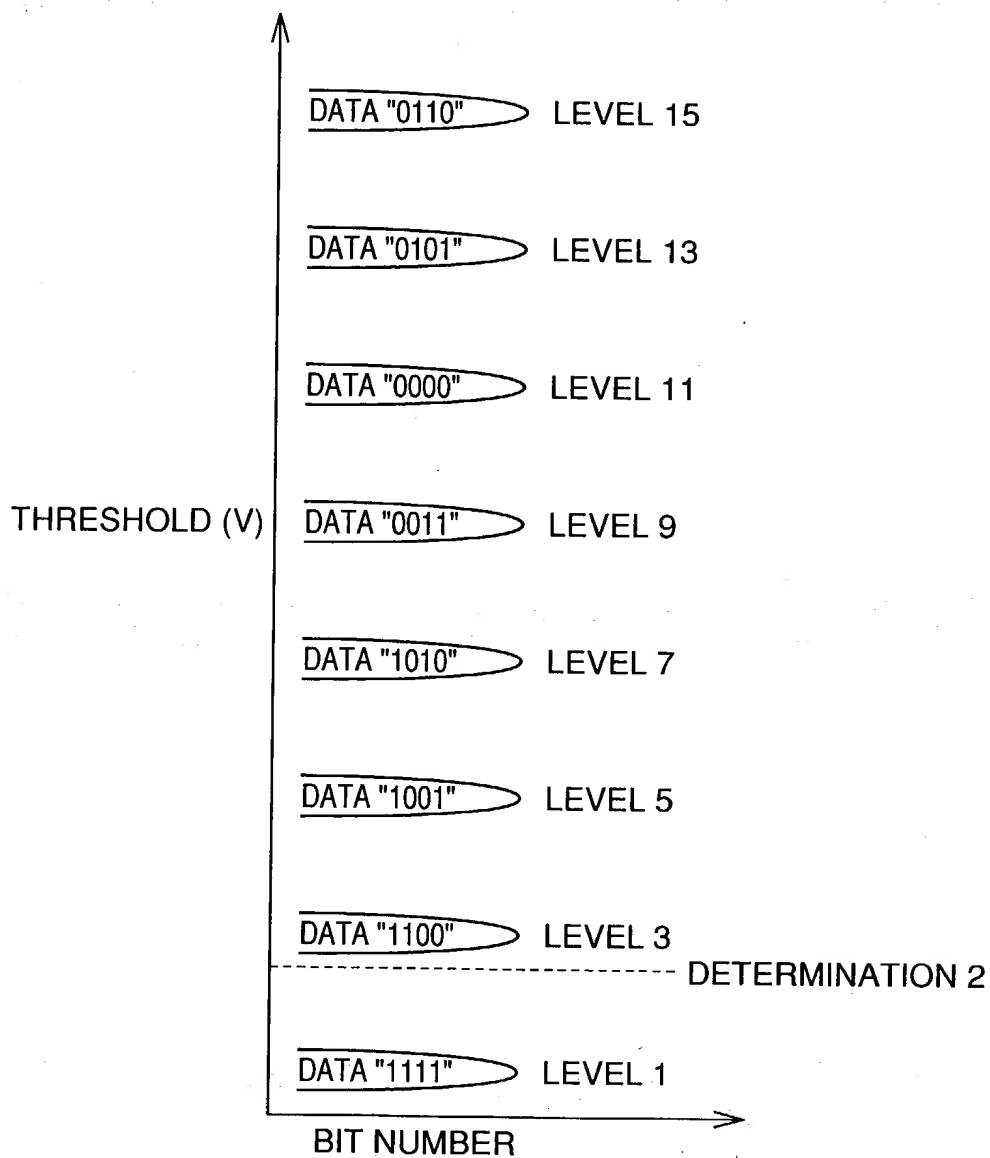 DATA "0110" LEVEL 15
DATA "0101" LEVEL 13
DATA "0000" LEVEL 11
THRESHOLD (V) DATA "0011" LEVEL 9
DATA "1010" LEVEL 7
DATA "1001" LEVEL 5
DATA "1100" LEVEL 3
DETERMINATION 2
DATA "1111" LEVEL 1
BIT NUMBER